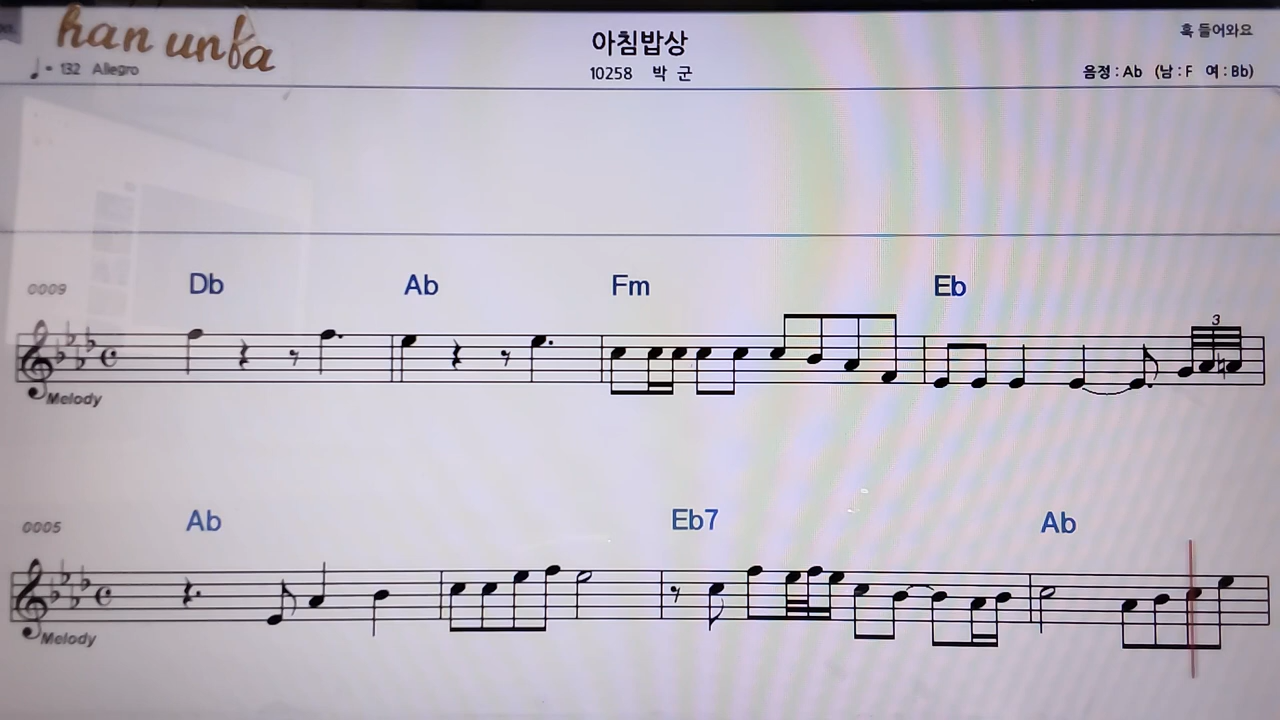 han unfa
아침밥상
혹 들어와요
♩= 132 Allegro
10258 박 군
음정 : Ab (남 : F 여 : Bb)
0009 Db Ab Fm Eb
3
Melody
0005 Ab Eb7 Ab
Melody